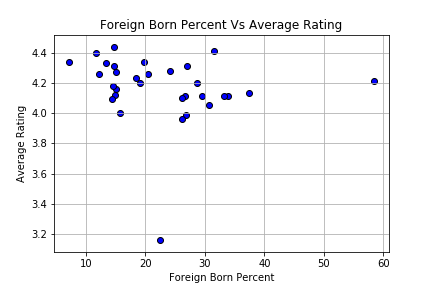 Foreign Born Percent Vs Average Rating
4.4
4.2
4.0
3.8
3.6
3.4
3.2
Average Rating
10 20 30 40 50 60
Foreign Born Percent